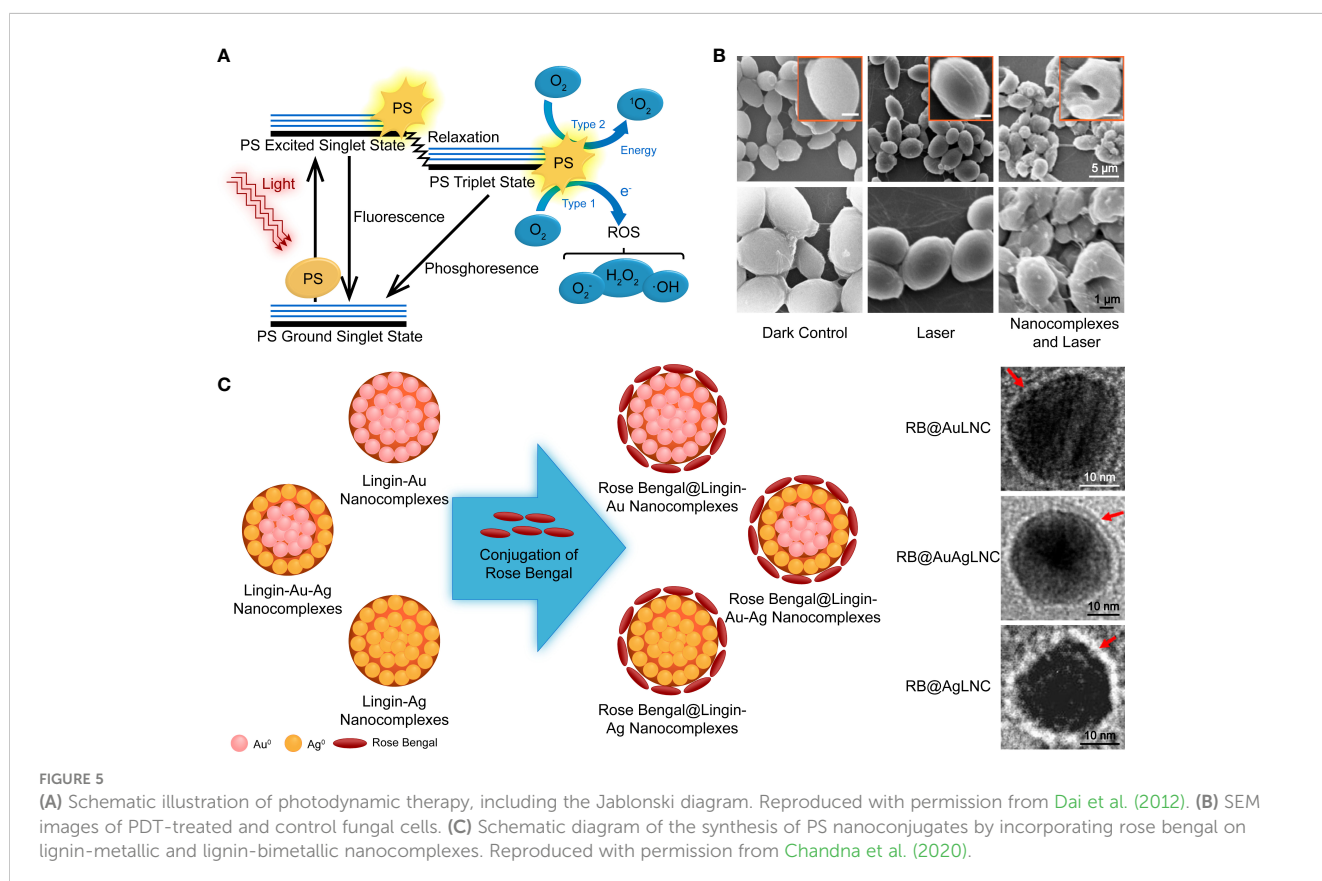 A
O2
PS
1O2
Type 2
Relaxation
PS Excited Singlet State
Energy
PS
PS Triplet State
Light
e-
Type 1
Fluorescence
O2
ROS
PS
Phosghoresence
H2O2
O2-
·OH
PS Ground Singlet State
B
5 µm
1 µm
Dark Control
Laser
Nanocomplexes
and Laser
C
Lingin-Au
Nanocomplexes
Lingin-Au-Ag
Nanocomplexes
Lingin-Ag
Nanocomplexes
Conjugation of
Rose Bengal
Rose Bengal@Lingin-
Au Nanocomplexes
Rose Bengal@Lingin-
Au-Ag Nanocomplexes
Rose Bengal@Lingin-
Ag Nanocomplexes
Au0
Ag0
Rose Bengal
RB@AuLNC
10 nm
RB@AuAgLNC
10 nm
RB@AgLNC
10 nm
FIGURE 5
(A) Schematic illustration of photodynamic therapy, including the Jablonski diagram. Reproduced with permission from Dai et al. (2012). (B) SEM
images of PDT-treated and control fungal cells. (C) Schematic diagram of the synthesis of PS nanoconjugates by incorporating rose bengal on
lignin-metallic and lignin-bimetallic nanocomplexes. Reproduced with permission from Chandna et al. (2020).